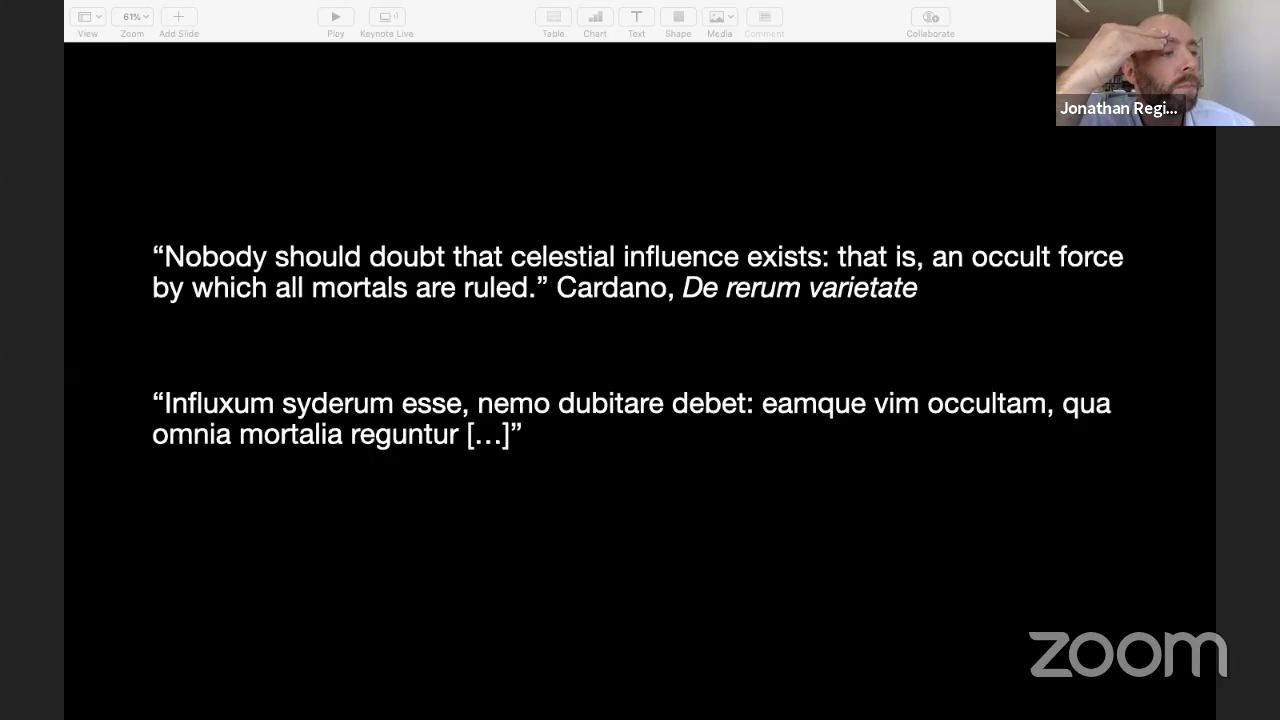 View
61%
Zoom
Add Slide
Play
Keynote Live
Table
Chart
Text
Shape
Media
Comment
Collaborate
Jonathan Regi...
“Nobody should doubt that celestial influence exists: that is, an occult force
by which all mortals are ruled.” Cardano, De rerum varietate
“Influxum syderum esse, nemo dubitare debet: eamque vim occultam, qua
omnia mortalia reguntur […]”
zoom